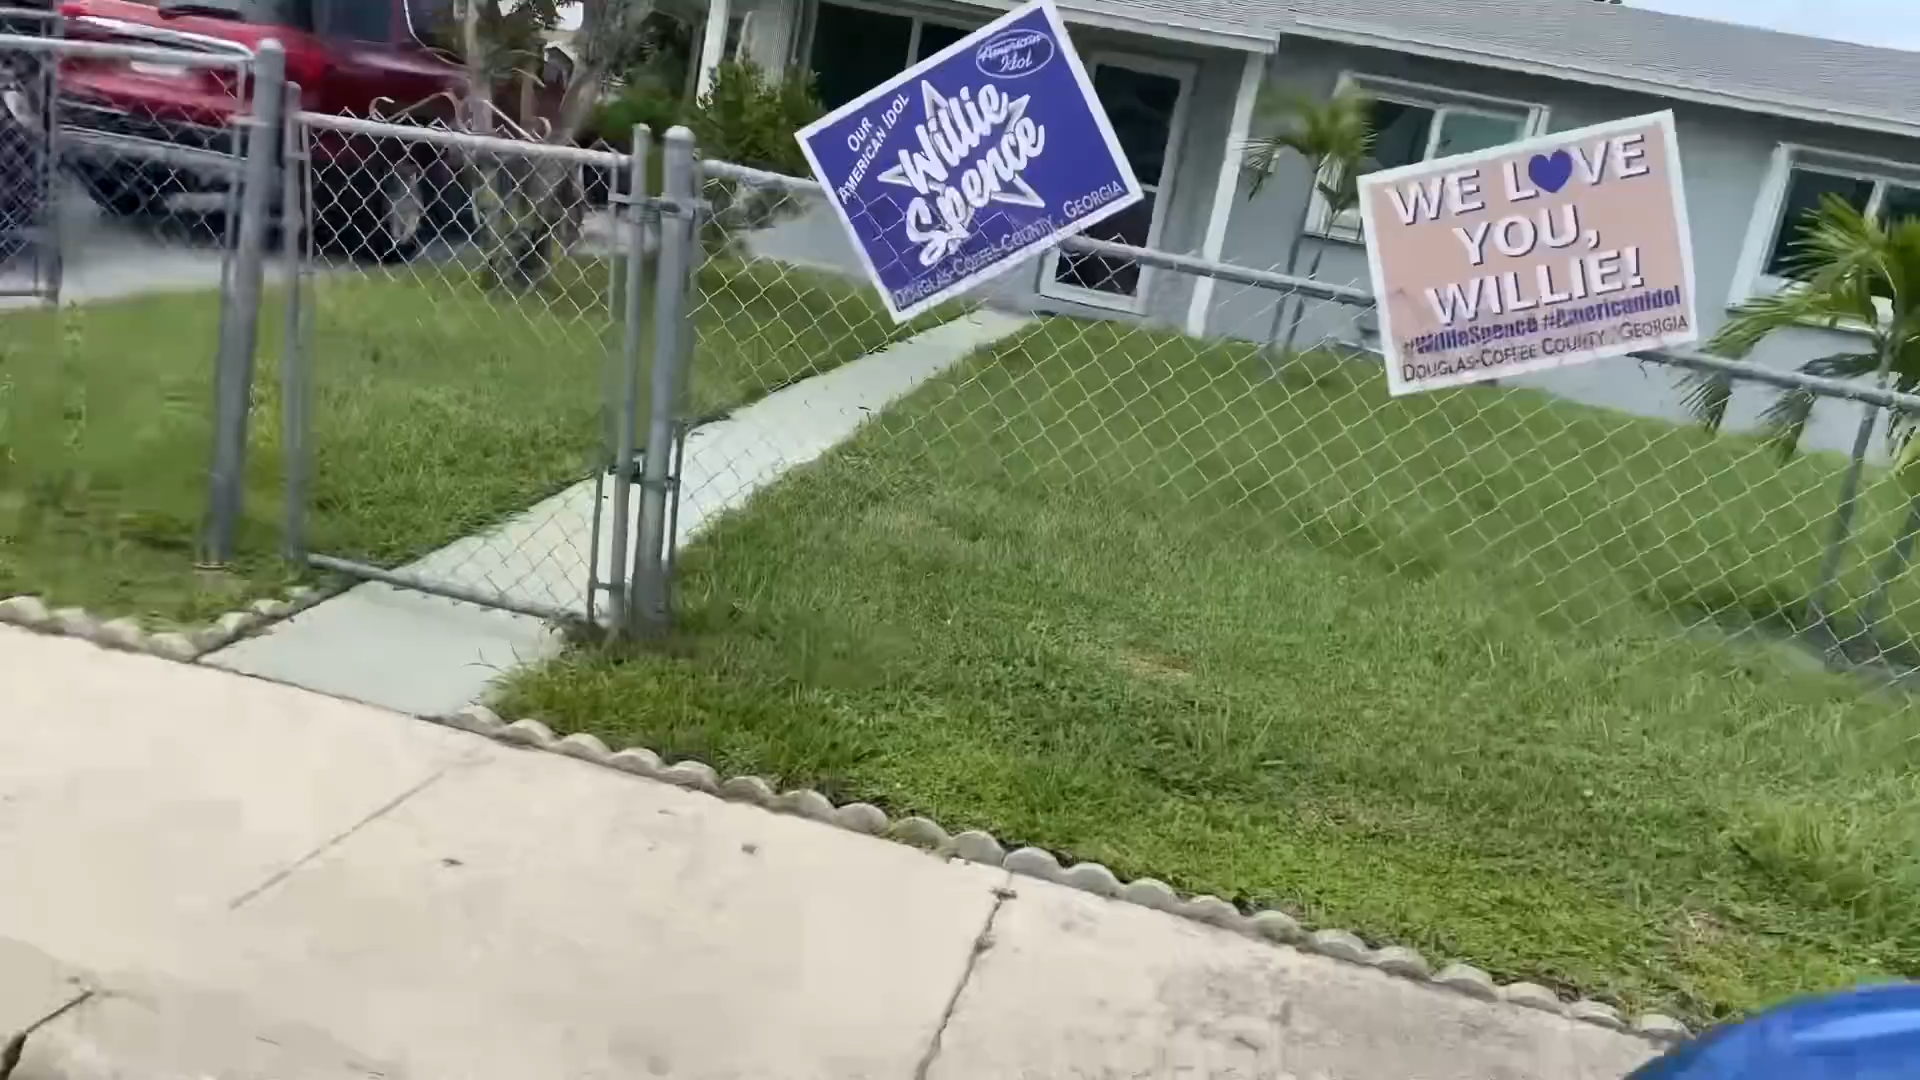 American
Idol
OUR
AMERICAN IDOL
Willie
Spence
DOUGLAS-COFFEE COUNTY, GEORGIA
WE LOVE
YOU,
WILLIE!
#WillieSpence #AmericanIdol
DOUGLAS-COFFEE COUNTY, GEORGIA